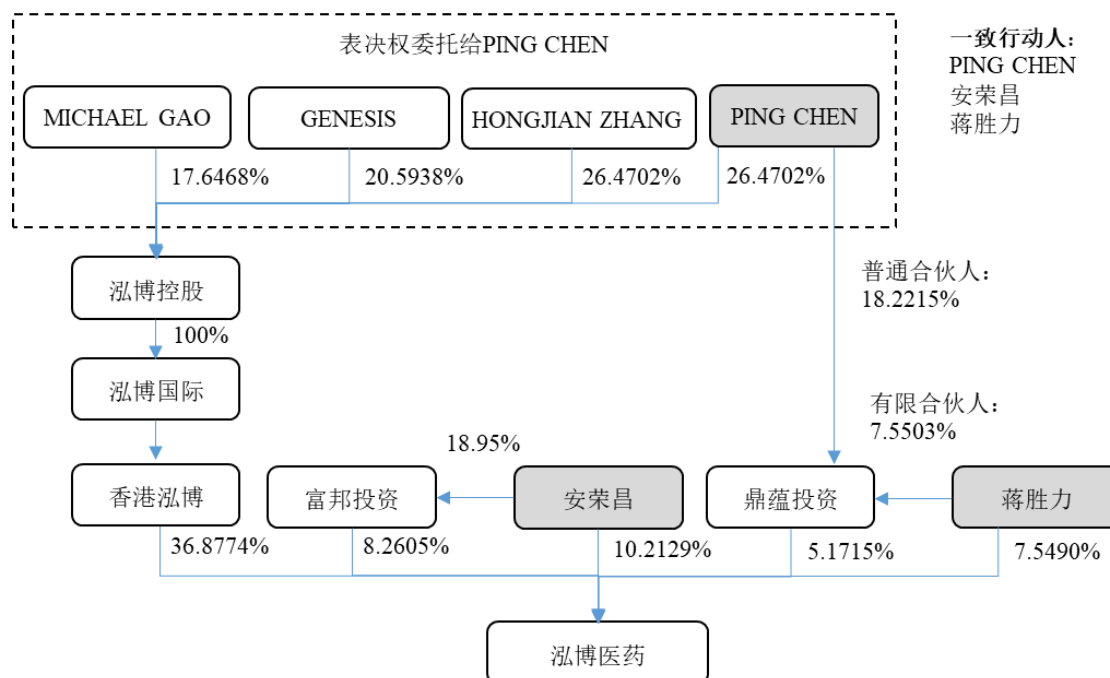 表决权委托给PING CHEN
一致行动人：
PING CHEN
安荣昌
蒋胜力
MICHAEL GAO
GENESIS
HONGJIAN ZHANG
PING CHEN
17.6468%
20.5938%
26.4702%
26.4702%
泓博控股
普通合伙人：
18.2215%
100%
泓博国际
有限合伙人：
7.5503%
18.95%
香港泓博
富邦投资
安荣昌
鼎蕴投资
蒋胜力
36.8774%
8.2605%
10.2129%
5.1715%
7.5490%
泓博医药